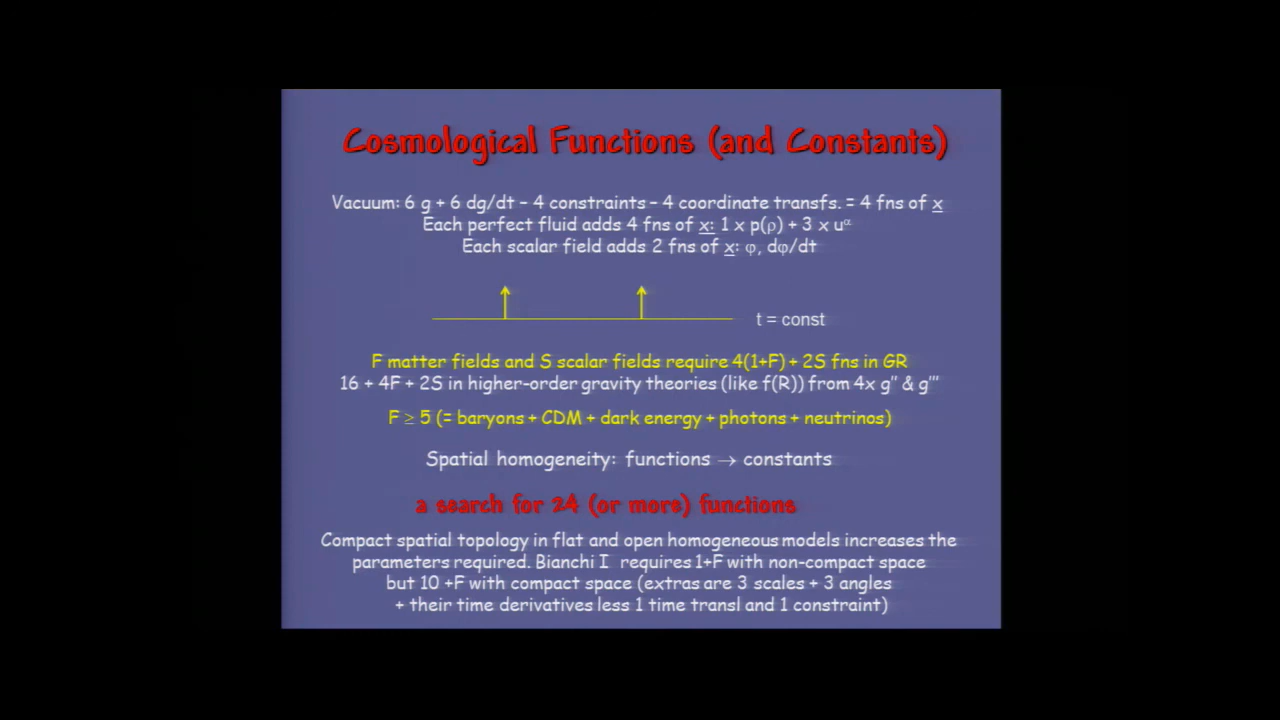 Cosmological Functions (and Constants)
Vacuum: 6 g + 6 dg/dt – 4 constraints – 4 coordinate transfs. = 4 fns of x
Each perfect fluid adds 4 fns of x: 1 x p(ρ) + 3 x uᵅ
Each scalar field adds 2 fns of x: φ, dφ/dt
t = const
F matter fields and S scalar fields require 4(1+F) + 2S fns in GR
16 + 4F + 2S in higher-order gravity theories (like f(R)) from 4x g'' & g'''
F ≥ 5 (= baryons + CDM + dark energy + photons + neutrinos)
Spatial homogeneity: functions → constants
a search for 24 (or more) functions
Compact spatial topology in flat and open homogeneous models increases the
parameters required. Bianchi I requires 1+F with non-compact space
but 10 +F with compact space (extras are 3 scales + 3 angles
+ their time derivatives less 1 time transl and 1 constraint)